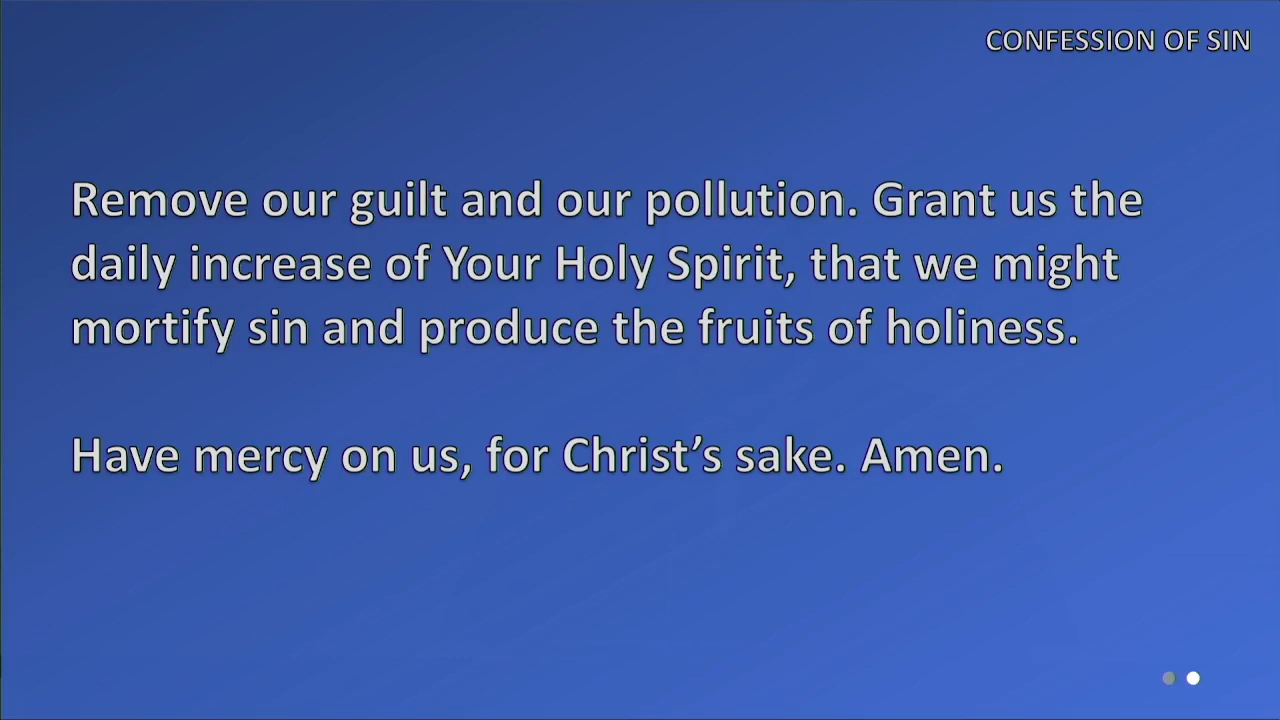 CONFESSION OF SIN
Remove our guilt and our pollution. Grant us the
daily increase of Your Holy Spirit, that we might
mortify sin and produce the fruits of holiness.
Have mercy on us, for Christ’s sake. Amen.